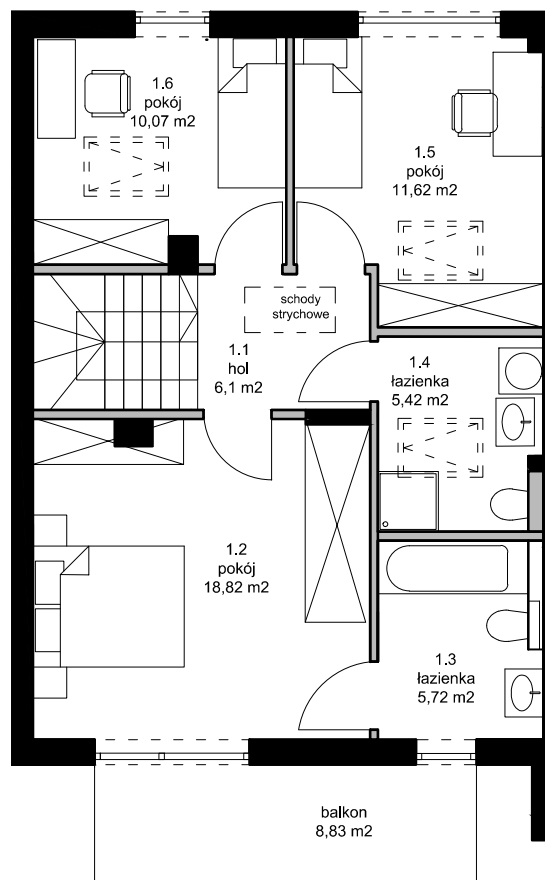 1.6
pokój
10,07 m2
1.5
pokój
11,62 m2
schody
strychowe
1.1
hol
6,1 m2
1.4
łazienka
5,42 m2
1.2
pokój
18,82 m2
1.3
łazienka
5,72 m2
balkon
8,83 m2